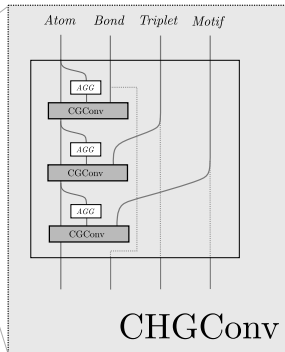 Atom Bond Triplet Motif
AGG
CGConv
AGG
CGConv
AGG
CGConv
CHGConv